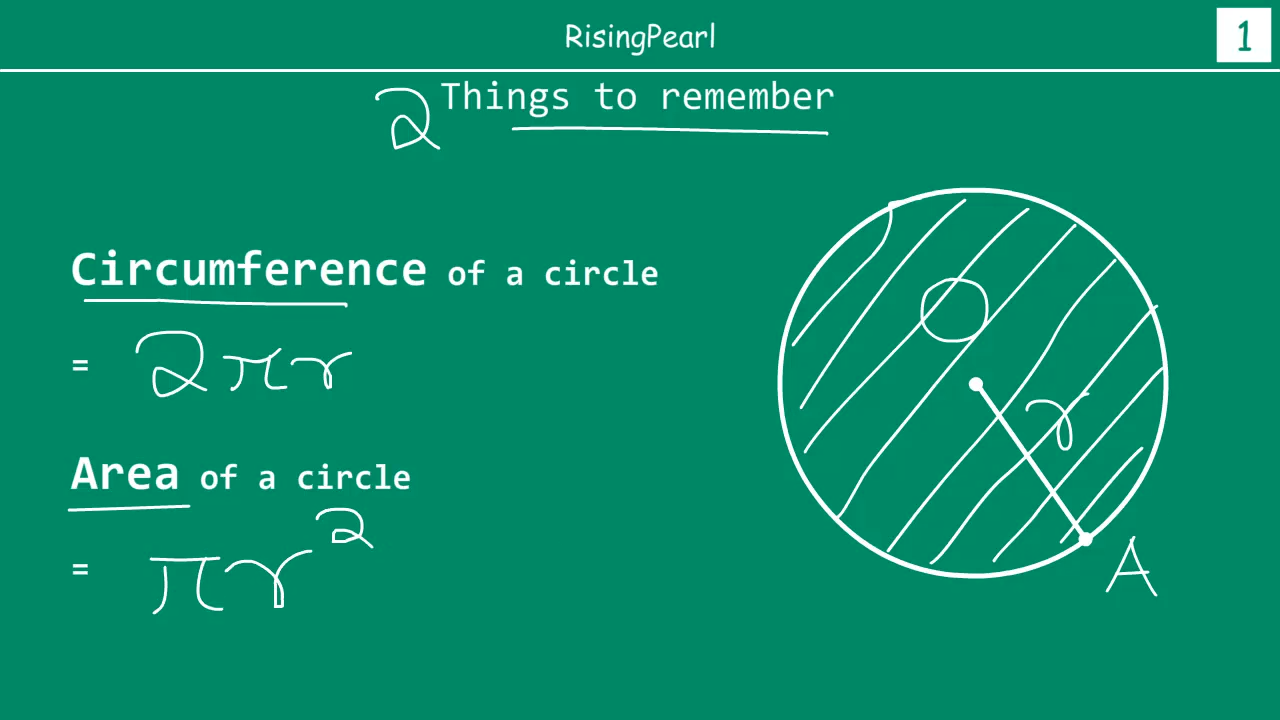 RisingPearl
1
2 Things to remember
Circumference of a circle
= 2πr
Area of a circle
= πr²
r
A